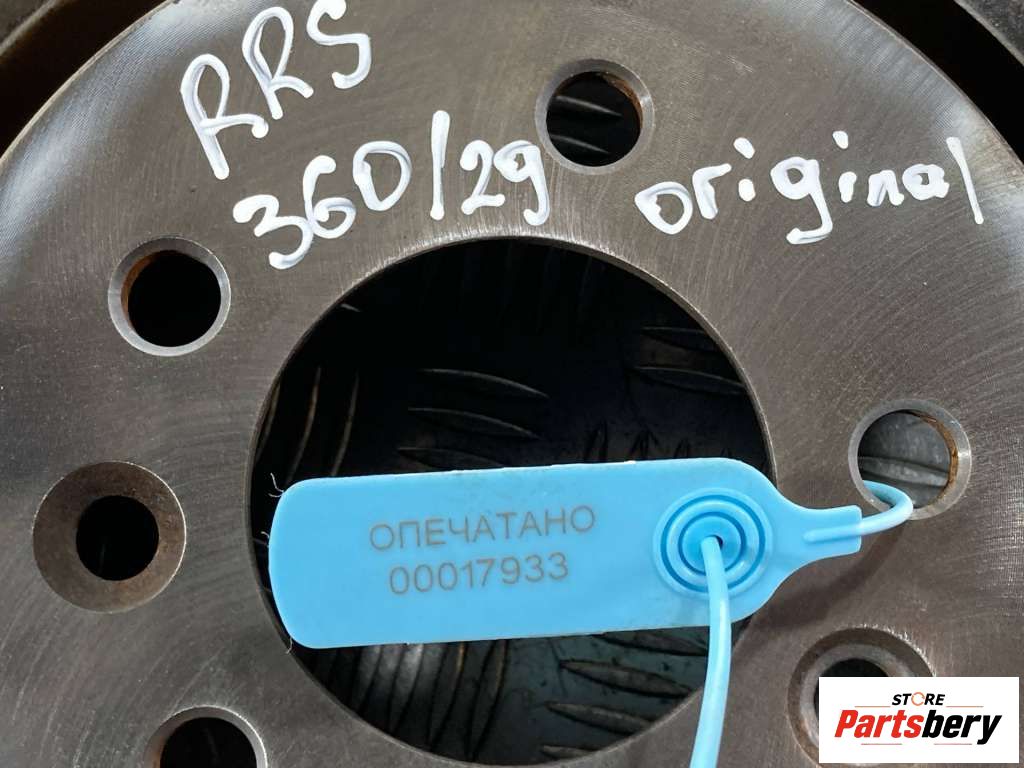 RRS
360/29 original
ОПЕЧАТАНО
00017933
STORE
Partsbery